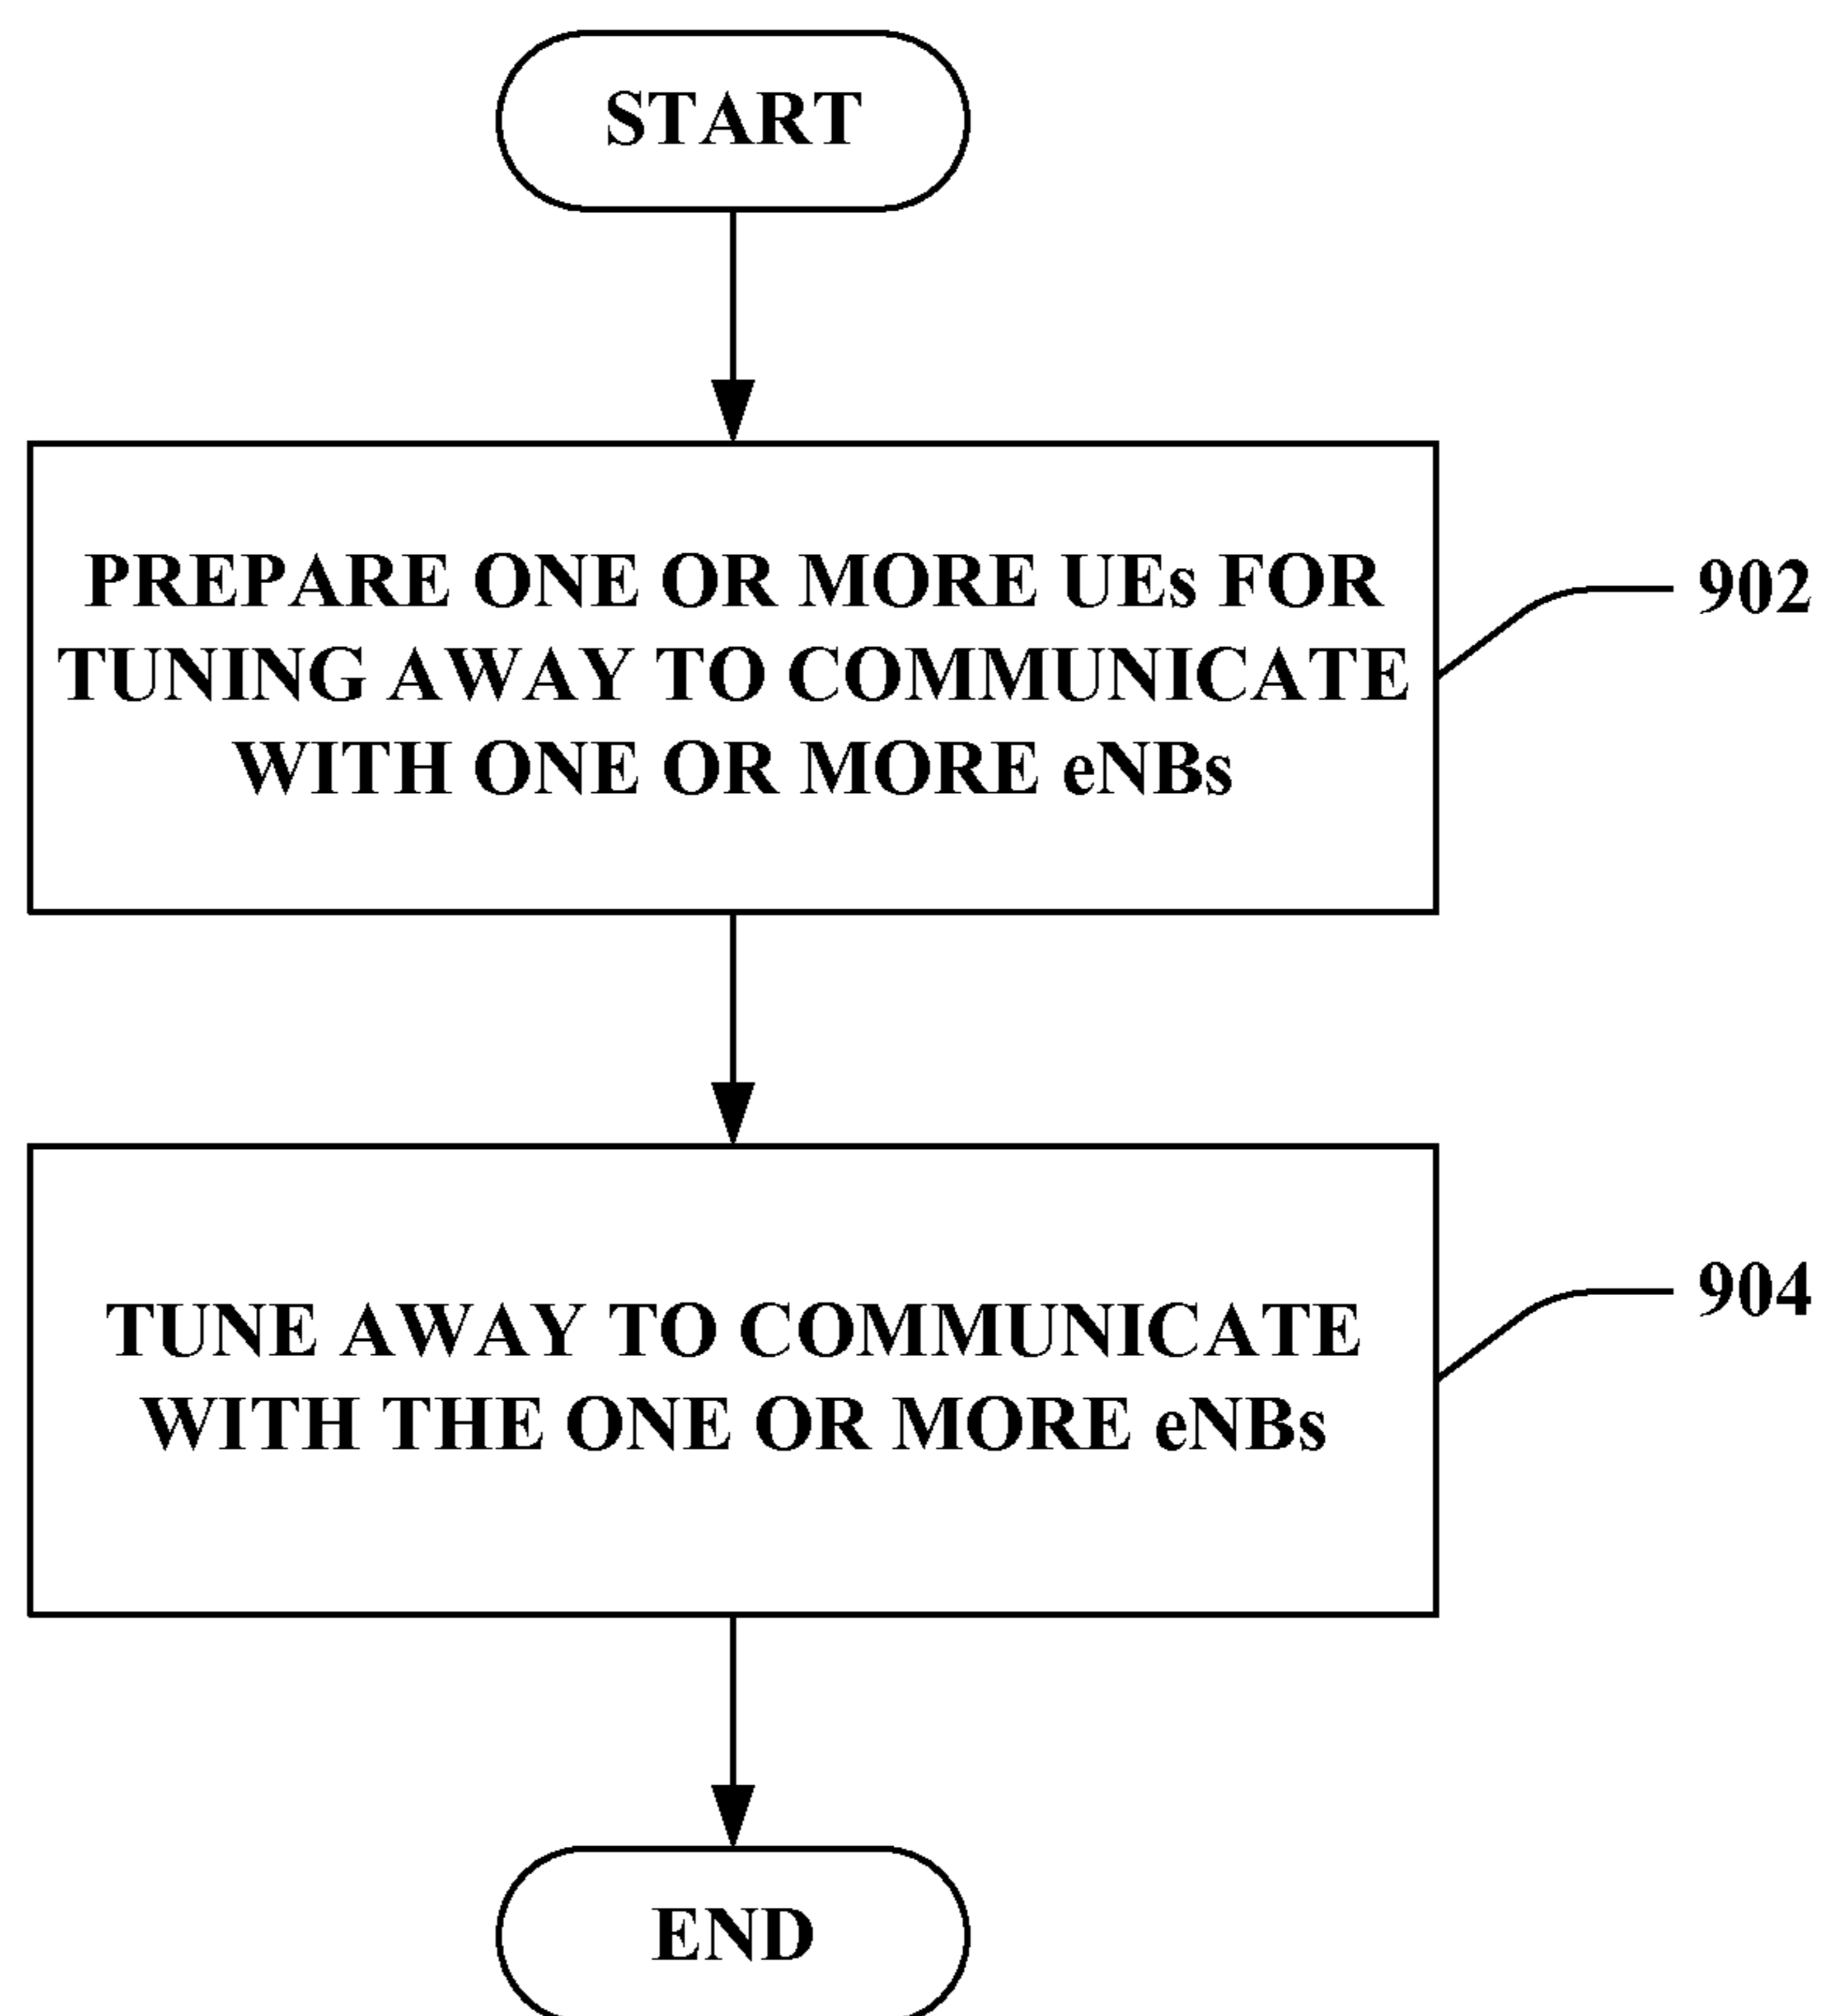 START
PREPARE ONE OR MORE UEs FOR
TUNING AWAY TO COMMUNICATE
WITH ONE OR MORE eNBs
902
TUNE AWAY TO COMMUNICATE
WITH THE ONE OR MORE eNBs
904
END